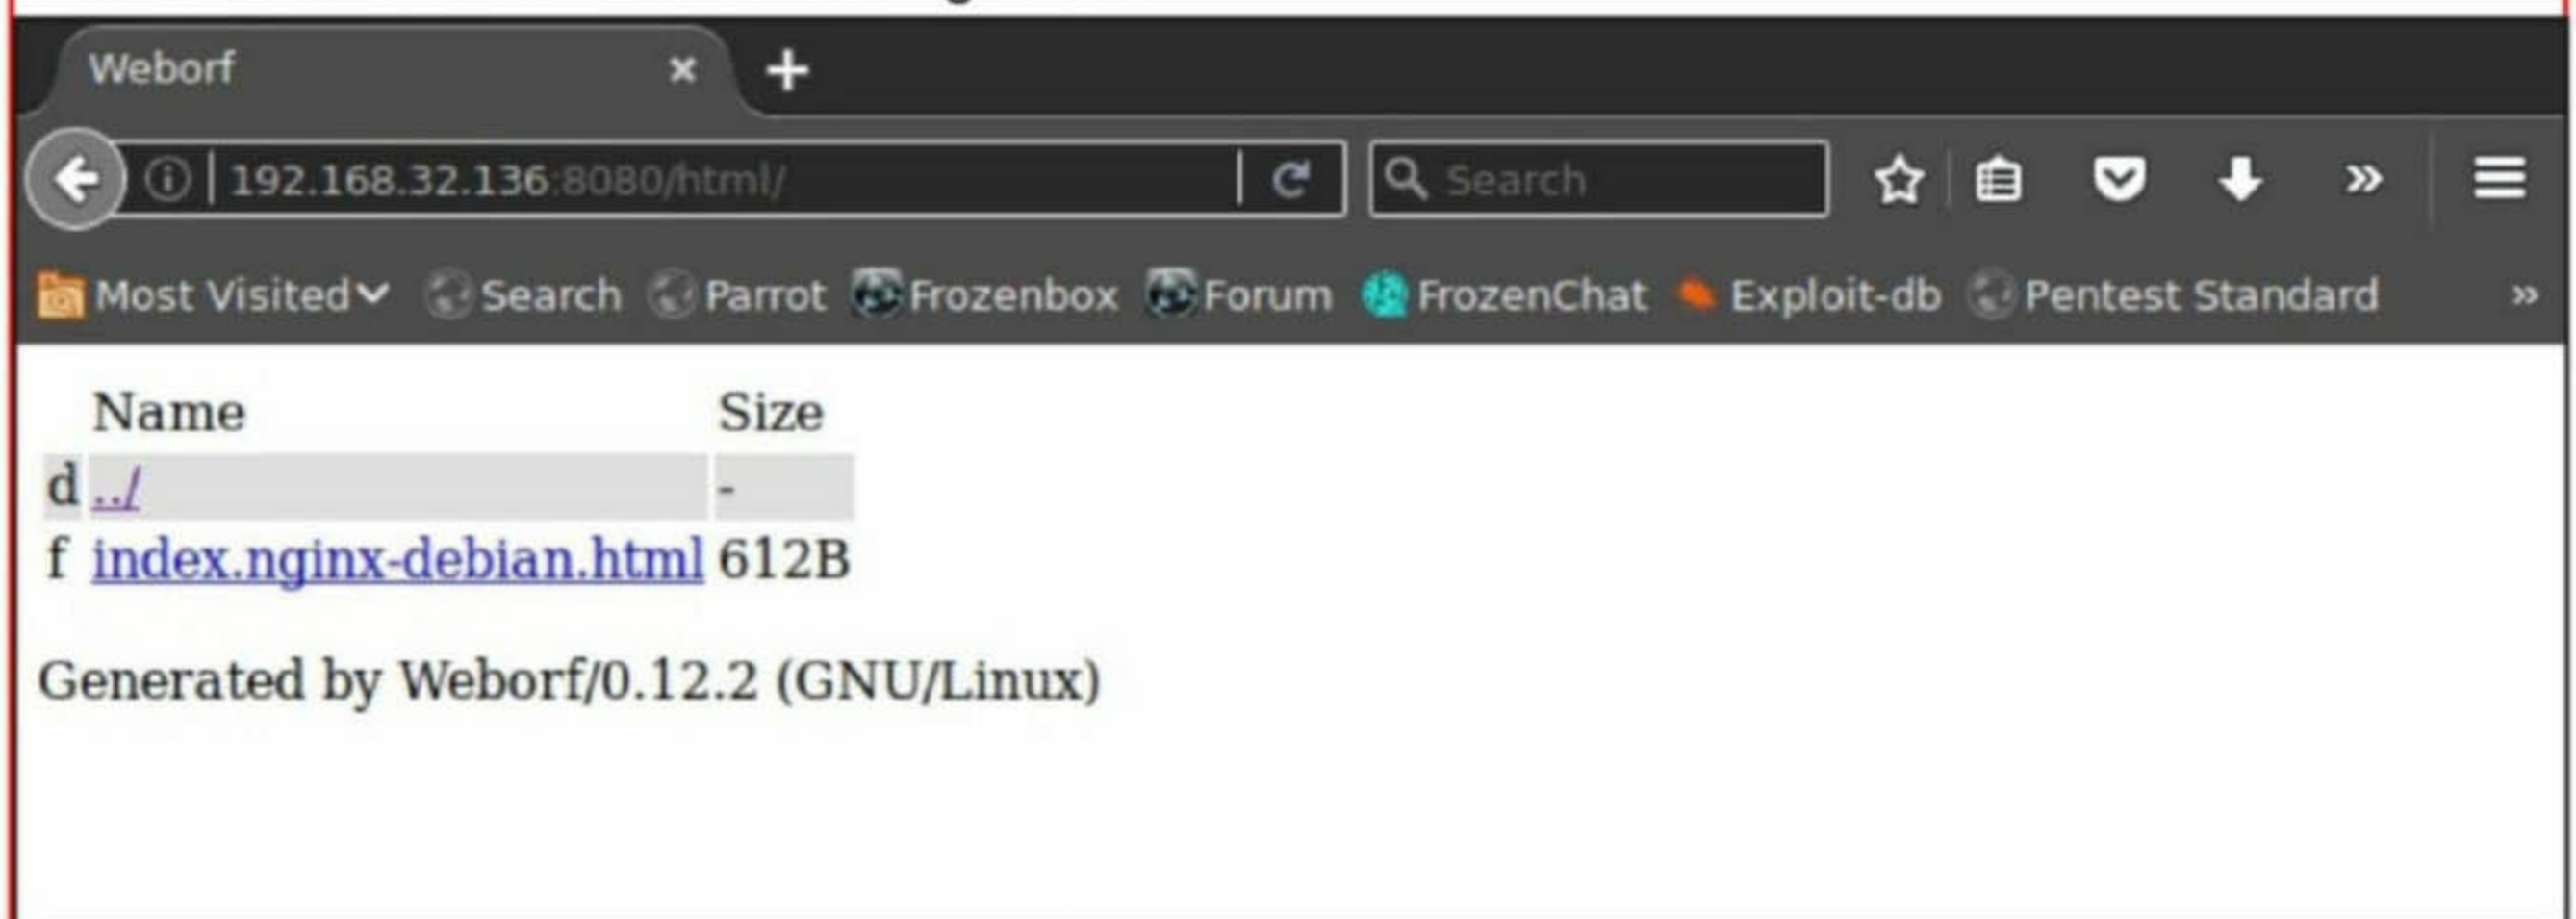 Weborf
192.168.32.136:8080/html/ Search
Most Visited Search Parrot Frozenbox Forum FrozenChat Exploit-db Pentest Standard »
Name Size
d ../ -
f index.nginx-debian.html 612B
Generated by Weborf/0.12.2 (GNU/Linux)